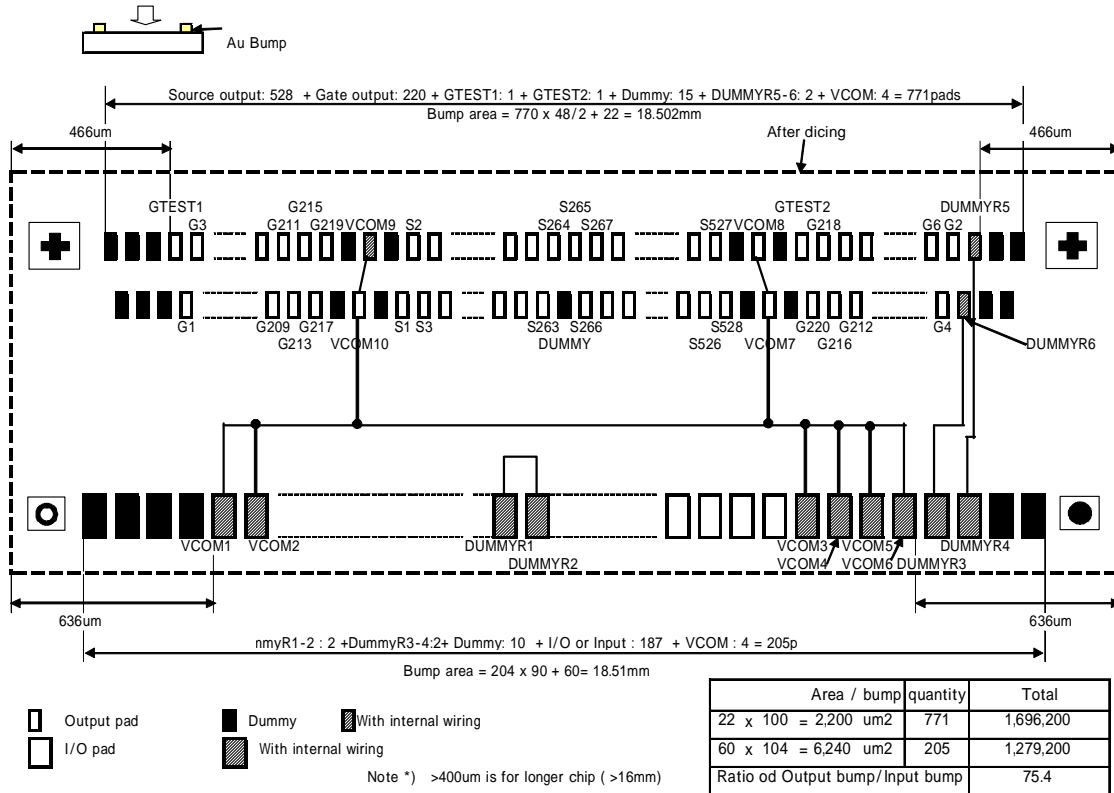 Au Bump
Source output: 528 + Gate output: 220 + GTEST1: 1 + GTEST2: 1 + Dummy: 15 + DUMMYR5-6: 2 + VCOM: 4 = 771pads
Bump area = 770 x 48/2 + 22 = 18.502mm
466um
After dicing
466um
GTEST1
G215
S265
GTEST2
DUMMYR5
G3
G211
G219
VCOM9
S2
S264
S267
S527
VCOM8
G218
G6
G2
G1
G209
G217
S1
S3
S263
S266
S528
G220
G212
G4
G213
VCOM10
DUMMY
S526
VCOM7
G216
DUMMYR6
VCOM1
VCOM2
DUMMYR1
VCOM3
VCOM5
DUMMYR4
DUMMYR2
VCOM4
VCOM6
DUMMYR3
636um
636um
nmyR1-2 : 2 +DummyR3-4:2+ Dummy: 10 + I/O or Input : 187 + VCOM : 4 = 205p
Bump area = 204 x 90 + 60= 18.51mm
Output pad
Dummy
With internal wiring
I/O pad
With internal wiring
Note *) >400um is for longer chip ( >16mm)
Area / bump quantity Total
22 x 100 = 2,200 um2 771 1,696,200
60 x 104 = 6,240 um2 205 1,279,200
Ratio od Output bump/Input bump 75.4